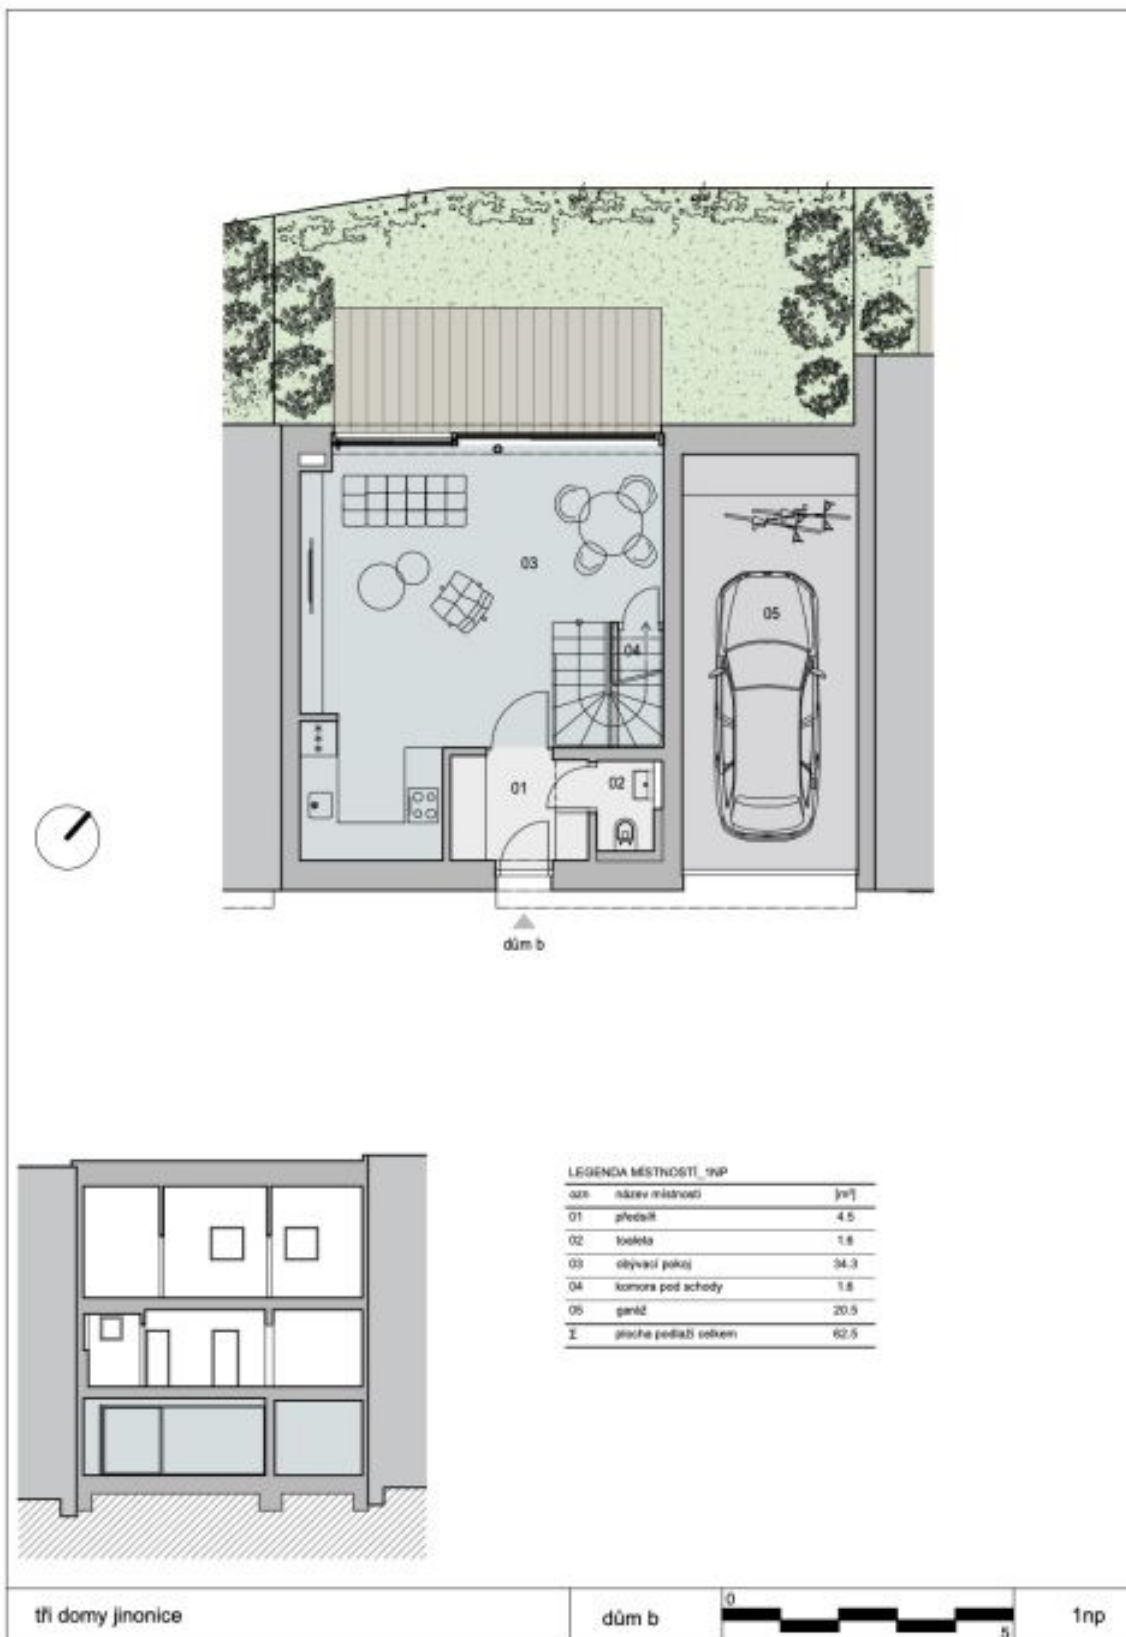 03
05
04
01
02
dům b
LEGENDA MÍSTNOSTÍ_1NP
ozn název místnosti [m²]
01 předsíň 4.5
02 toaleta 1.6
03 obývací pokoj 34.3
04 komora pod schody 1.6
05 garáž 20.5
Σ plocha podlaží celkem 62.5
tři domy jinonice
dům b
0
5
1np